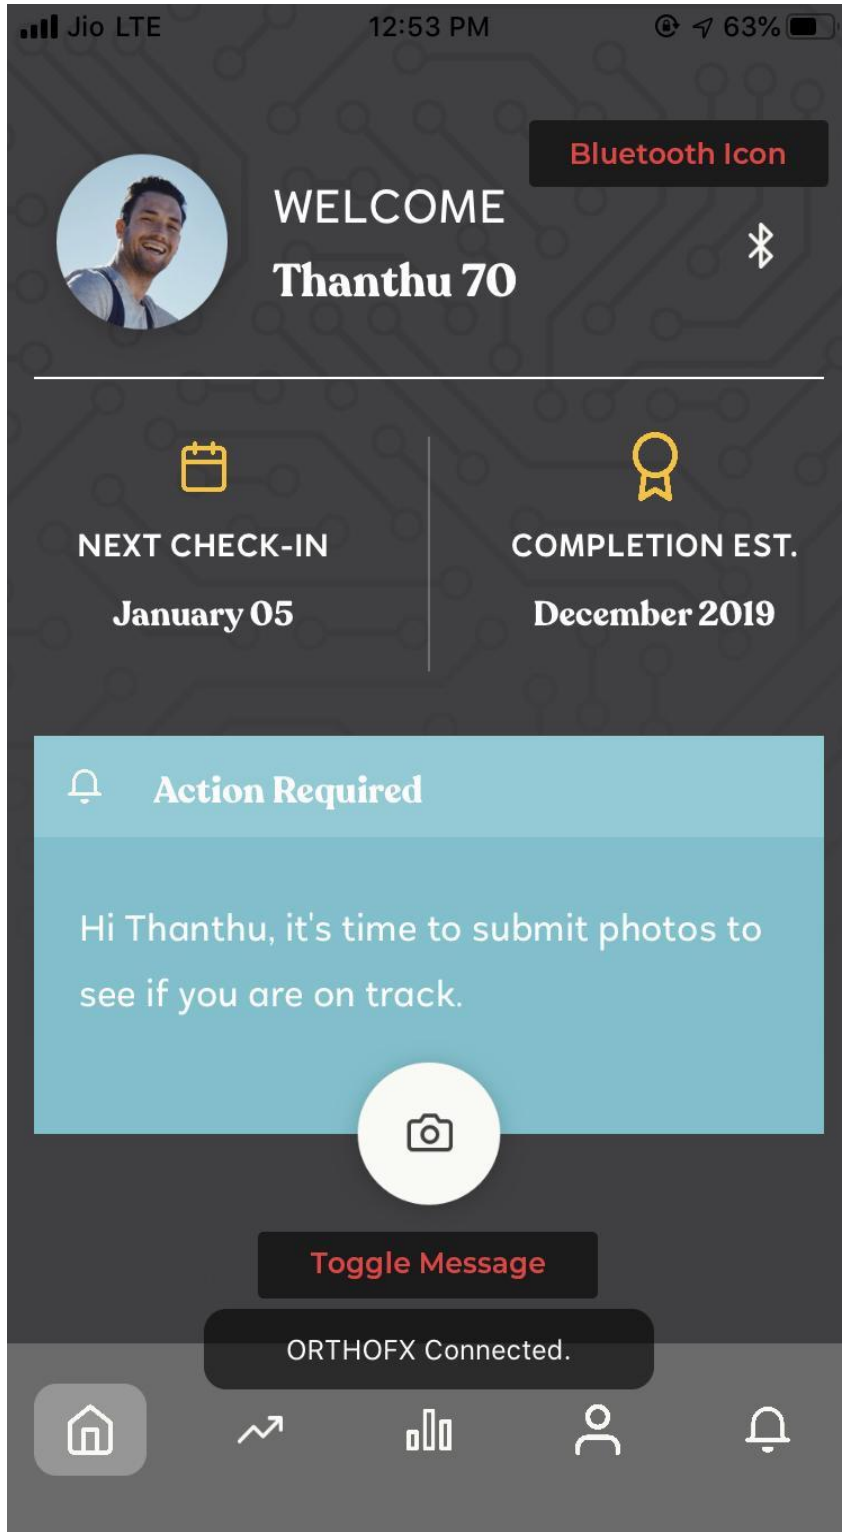 Jio LTE 12:53 PM 63%
Bluetooth Icon
WELCOME
Thanthu 70
NEXT CHECK-IN
January 05
COMPLETION EST.
December 2019
Action Required
Hi Thanthu, it's time to submit photos to
see if you are on track.
Toggle Message
ORTHOFX Connected.